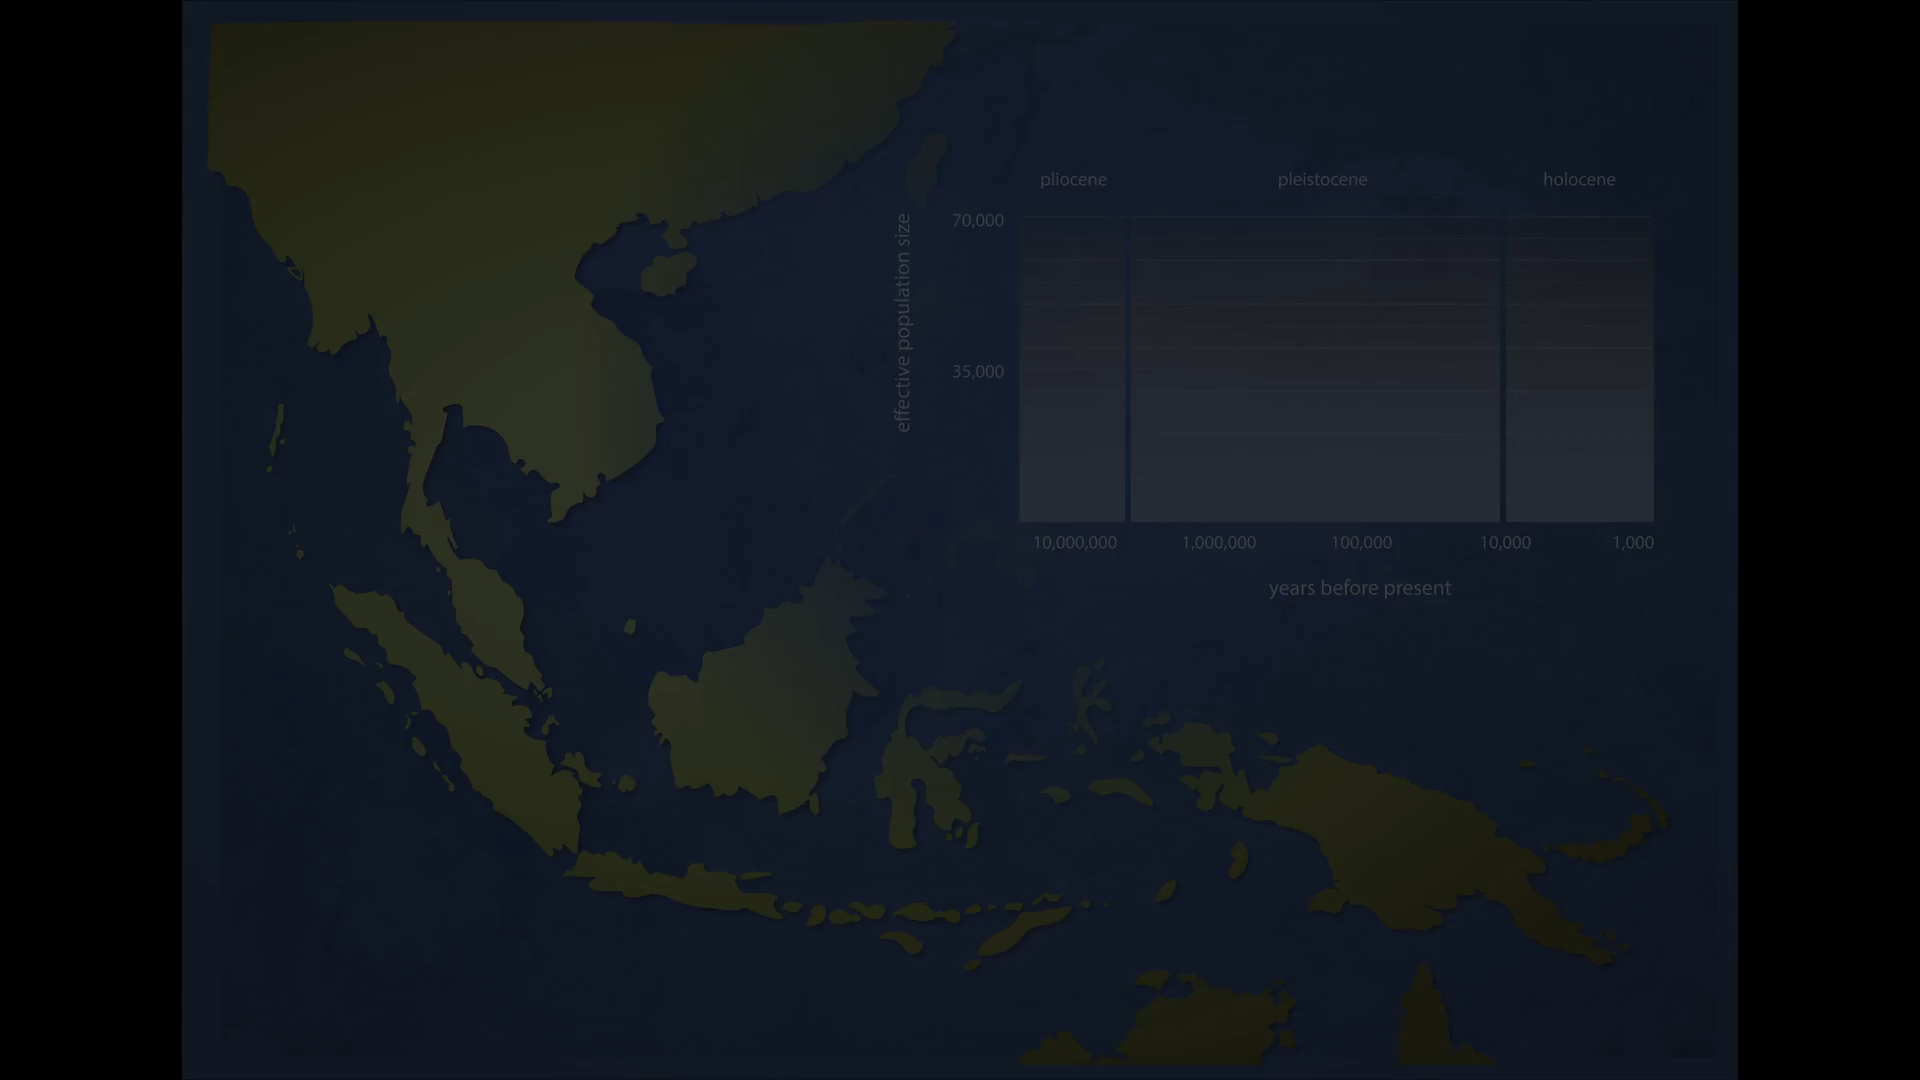 pliocene pleistocene holocene
70,000
effective population size
35,000
10,000,000 1,000,000 100,000 10,000 1,000
years before present